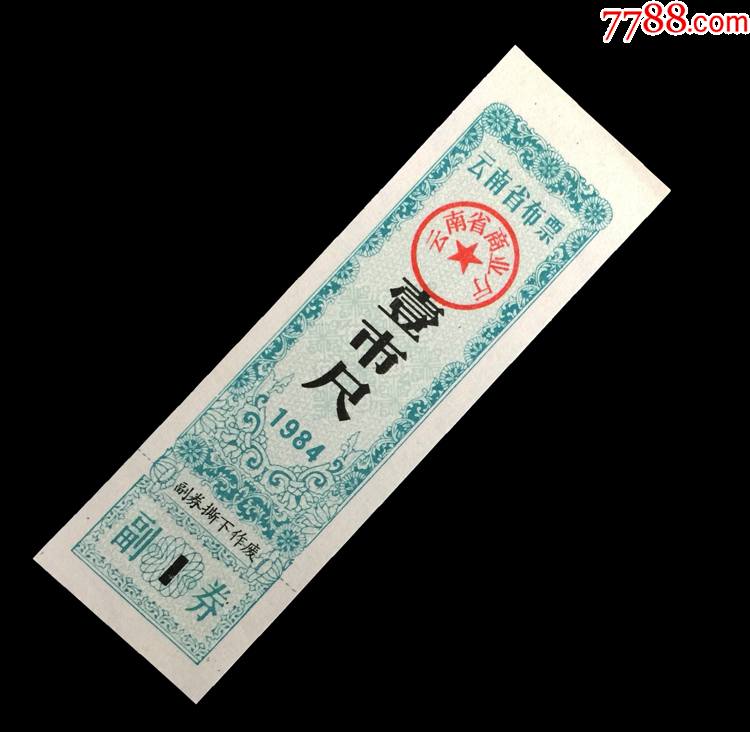 7788.com
云南省布票
云南省商业厅
壹市尺
1984
副券撕下作废
副 1 券